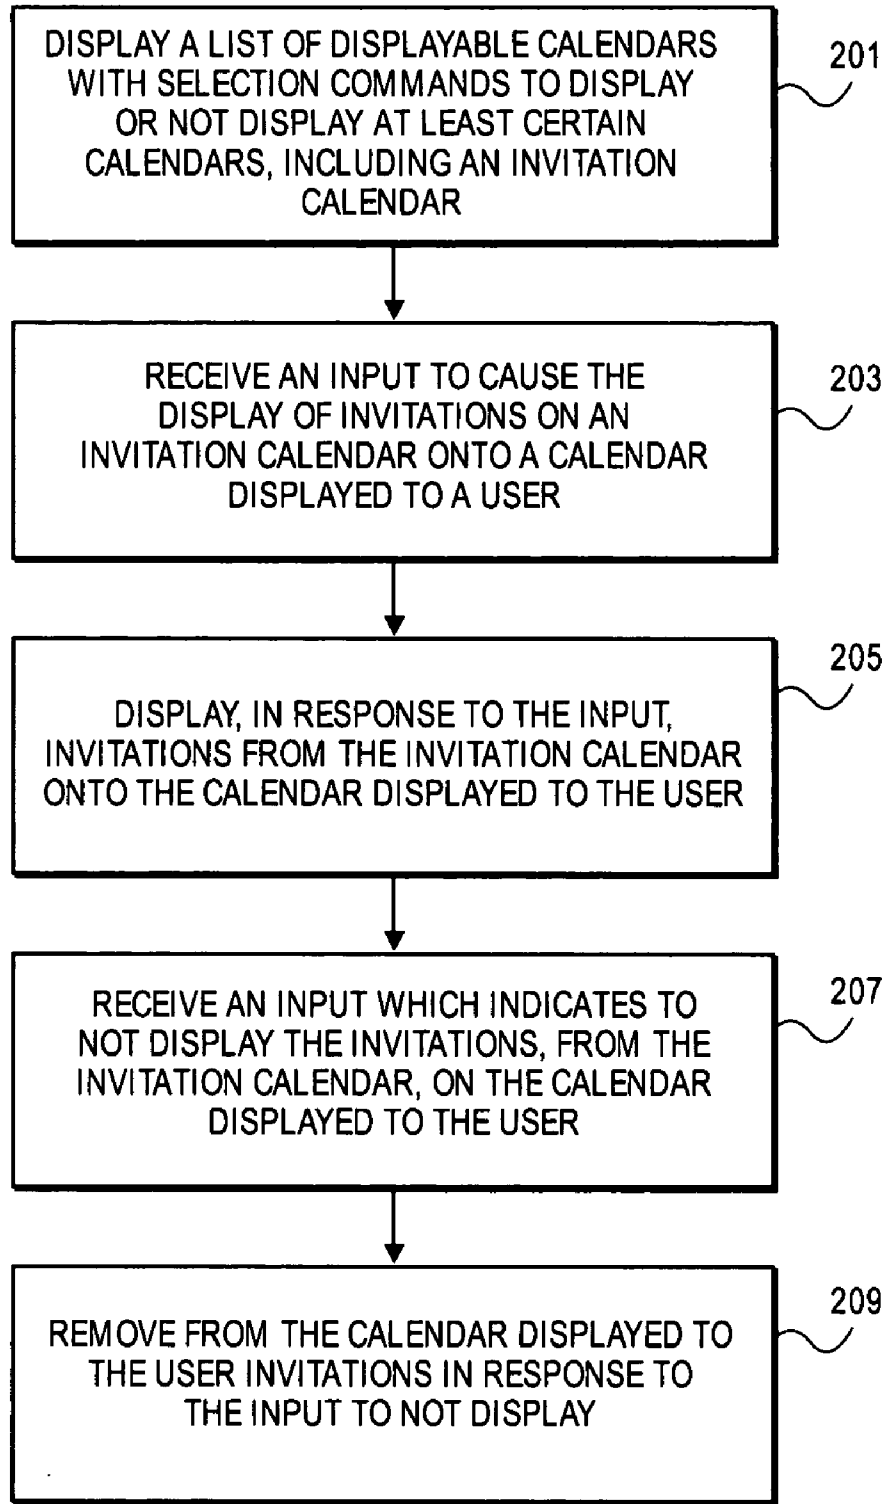 DISPLAY A LIST OF DISPLAYABLE CALENDARS
WITH SELECTION COMMANDS TO DISPLAY
OR NOT DISPLAY AT LEAST CERTAIN
CALENDARS, INCLUDING AN INVITATION
CALENDAR
201
RECEIVE AN INPUT TO CAUSE THE
DISPLAY OF INVITATIONS ON AN
INVITATION CALENDAR ONTO A CALENDAR
DISPLAYED TO A USER
203
DISPLAY, IN RESPONSE TO THE INPUT,
INVITATIONS FROM THE INVITATION CALENDAR
ONTO THE CALENDAR DISPLAYED TO THE USER
205
RECEIVE AN INPUT WHICH INDICATES TO
NOT DISPLAY THE INVITATIONS, FROM THE
INVITATION CALENDAR, ON THE CALENDAR
DISPLAYED TO THE USER
207
REMOVE FROM THE CALENDAR DISPLAYED TO
THE USER INVITATIONS IN RESPONSE TO
THE INPUT TO NOT DISPLAY
209